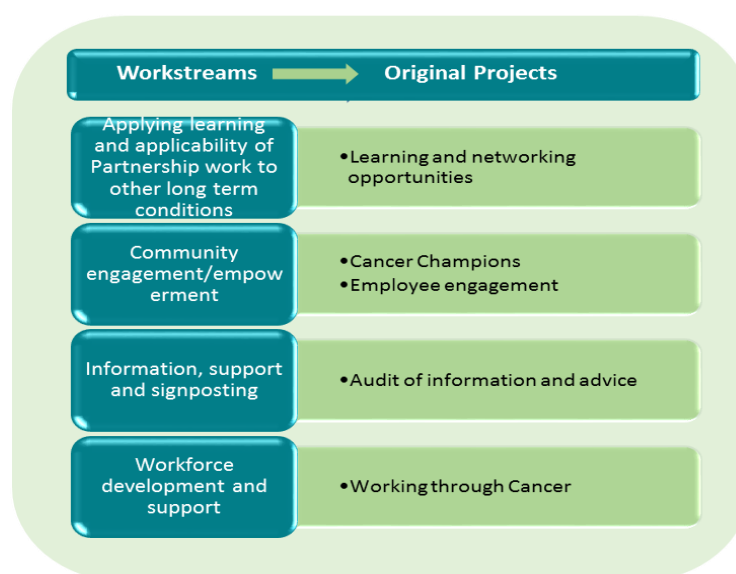 Workstreams Original Projects
Applying learning
and applicability of
Partnership work to
other long term
conditions
•Learning and networking
opportunities
Community
engagement/empow
erment
•Cancer Champions
•Employee engagement
Information, support
and signposting
•Audit of information and advice
Workforce
development and
support
•Working through Cancer